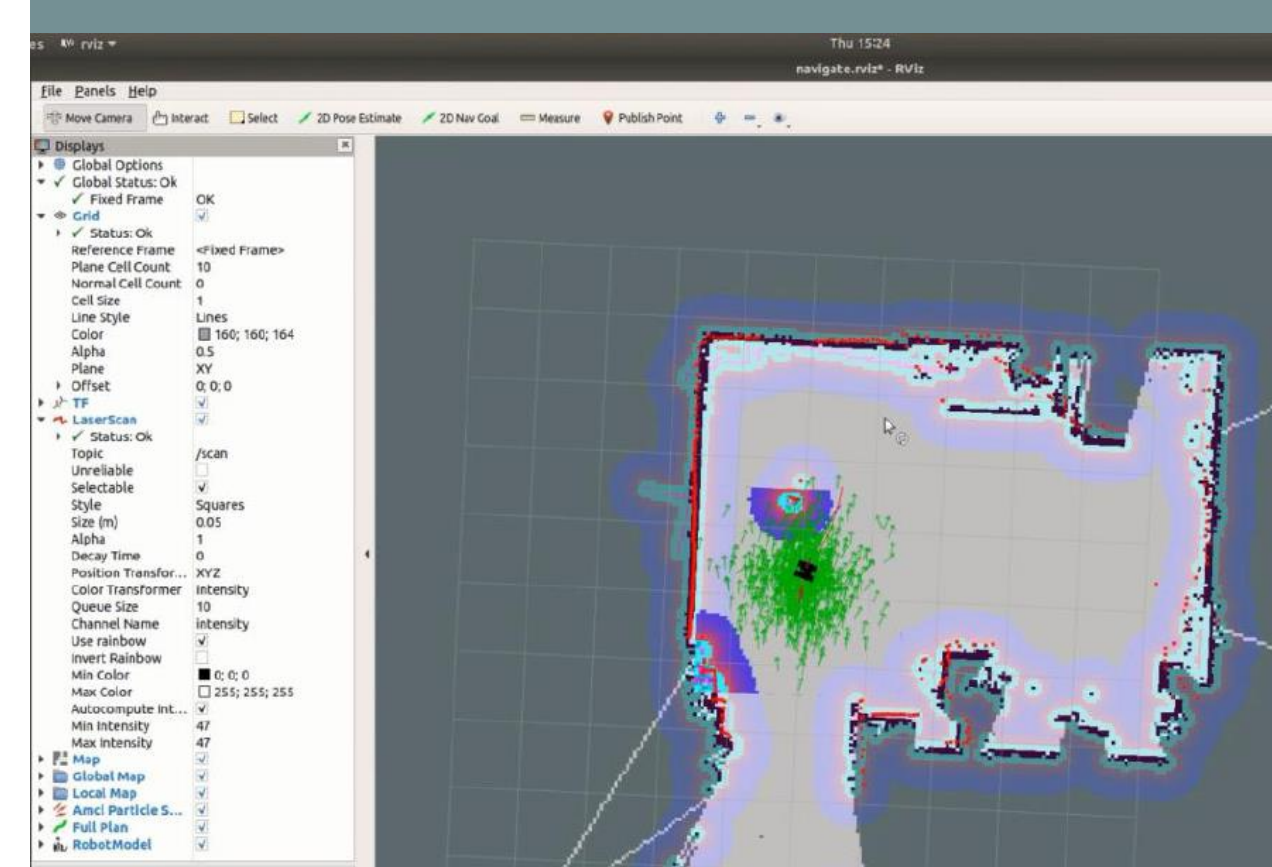 es rviz Thu 15:24
navigate.rviz* - RViz
File Panels Help
Move Camera Interact Select 2D Pose Estimate 2D Nav Goal Measure Publish Point
Displays
Global Options
Global Status: Ok
Fixed Frame OK
Grid
Status: Ok
Reference Frame <Fixed Frame>
Plane Cell Count 10
Normal Cell Count 0
Cell Size 1
Line Style Lines
Color 160; 160; 164
Alpha 0.5
Plane XY
Offset 0; 0; 0
TF
LaserScan
Status: Ok
Topic /scan
Unreliable
Selectable
Style Squares
Size (m) 0.05
Alpha 1
Decay Time 0
Position Transfor... XYZ
Color Transformer Intensity
Queue Size 10
Channel Name intensity
Use rainbow
Invert Rainbow
Min Color 0; 0; 0
Max Color 255; 255; 255
Autocompute Int...
Min Intensity 47
Max Intensity 47
Map
Global Map
Local Map
Amcl Particle S...
Full Plan
RobotModel